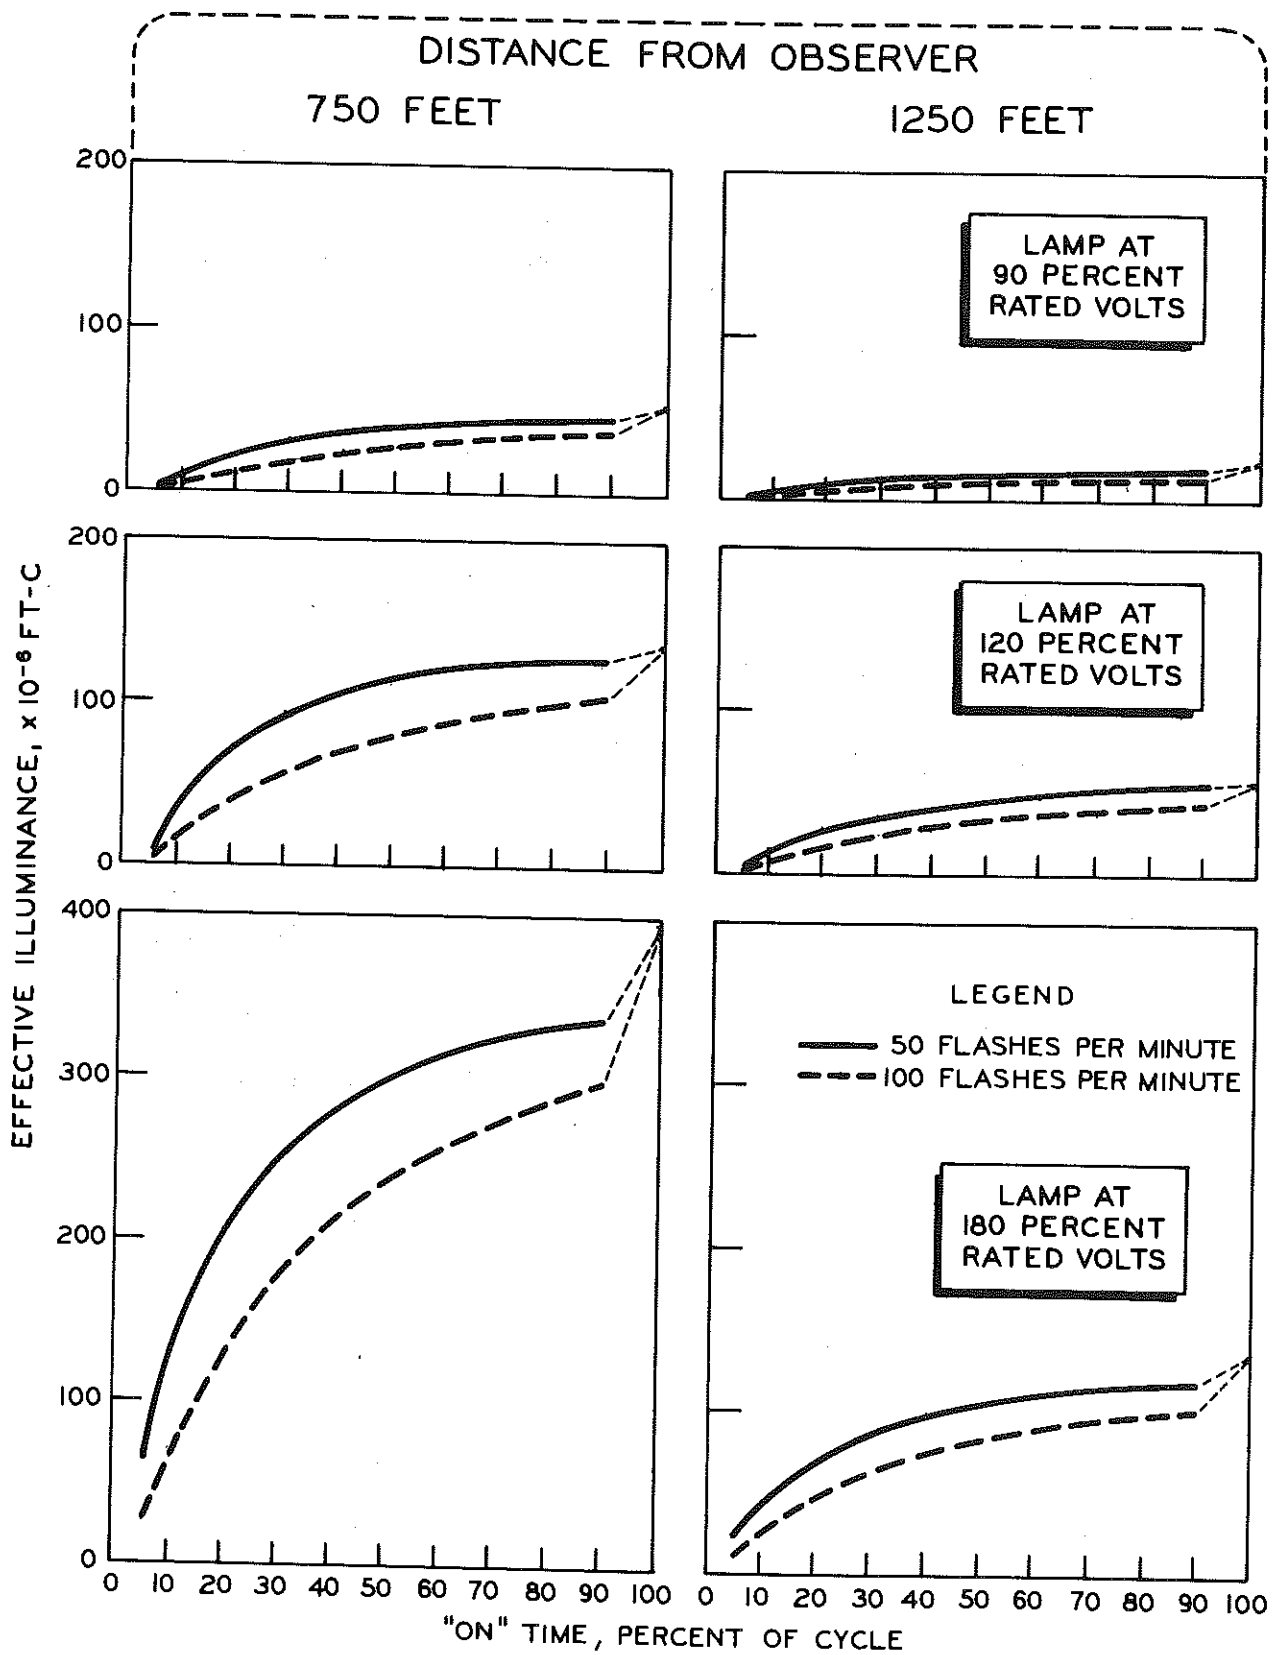 DISTANCE FROM OBSERVER
750 FEET
1250 FEET
200
100
0
LAMP AT
90 PERCENT
RATED VOLTS
200
100
0
LAMP AT
120 PERCENT
RATED VOLTS
EFFECTIVE ILLUMINANCE, x 10⁻⁶ FT-C
400
300
200
100
0
LEGEND
50 FLASHES PER MINUTE
100 FLASHES PER MINUTE
LAMP AT
180 PERCENT
RATED VOLTS
0 10 20 30 40 50 60 70 80 90 100
0 10 20 30 40 50 60 70 80 90 100
"ON" TIME, PERCENT OF CYCLE